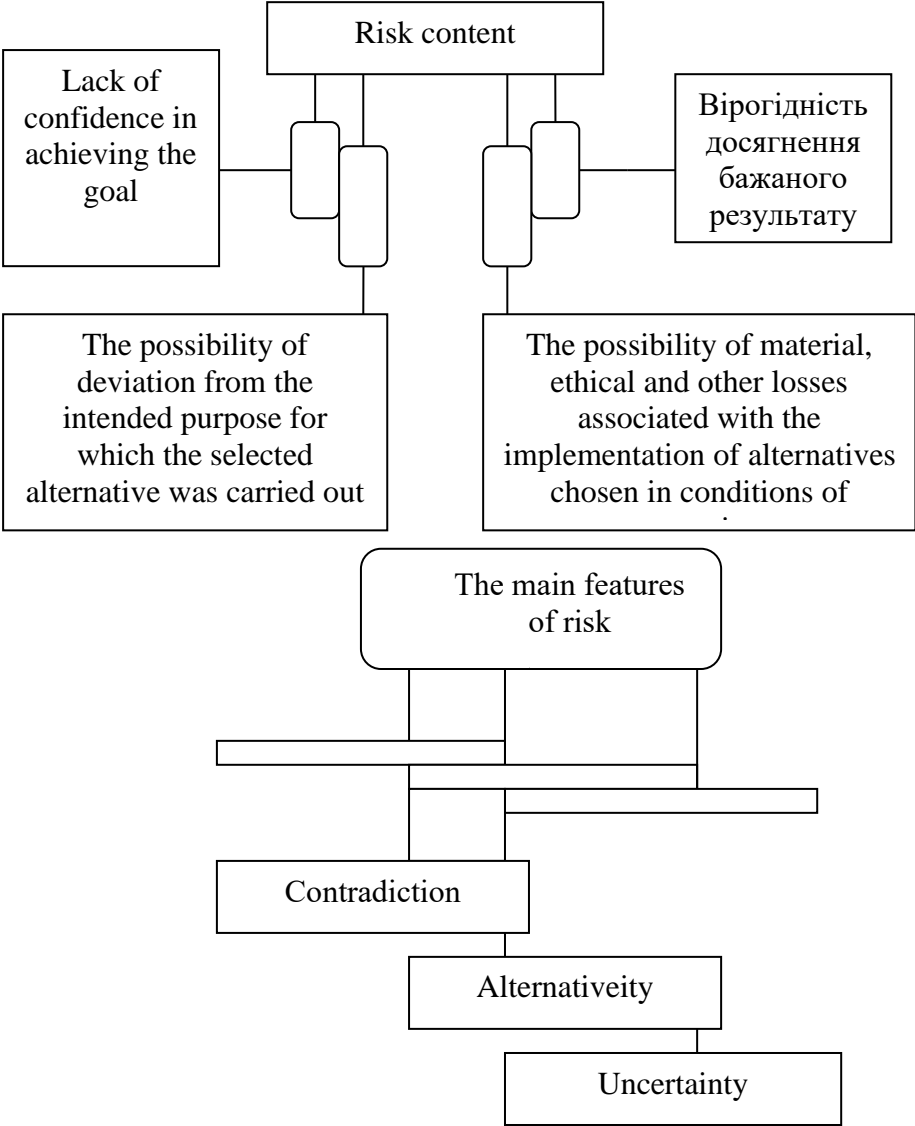 Risk content
Lack of
confidence in
achieving the
goal
Вірогідність
досягнення
бажаного
результату
The possibility of
deviation from the
intended purpose for
which the selected
alternative was carried out
The possibility of material,
ethical and other losses
associated with the
implementation of alternatives
chosen in conditions of
The main features
of risk
Contradiction
Alternativeity
Uncertainty